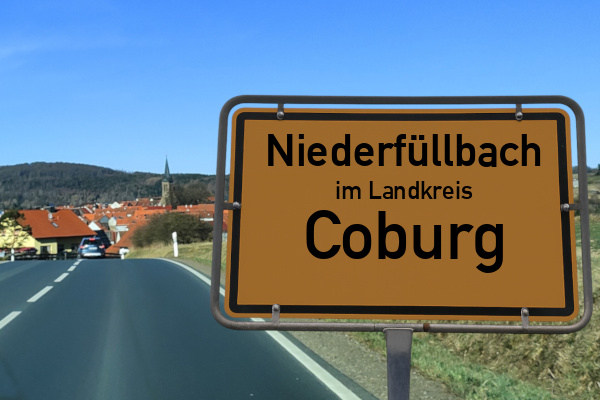 Niederfüllbach
im Landkreis
Coburg